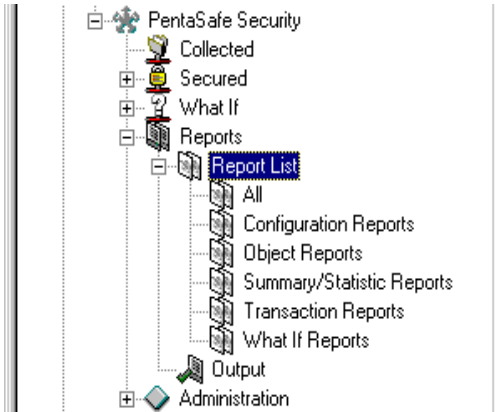 PentaSafe Security
Collected
Secured
What If
Reports
Report List
All
Configuration Reports
Object Reports
Summary/Statistic Reports
Transaction Reports
What If Reports
Output
Administration